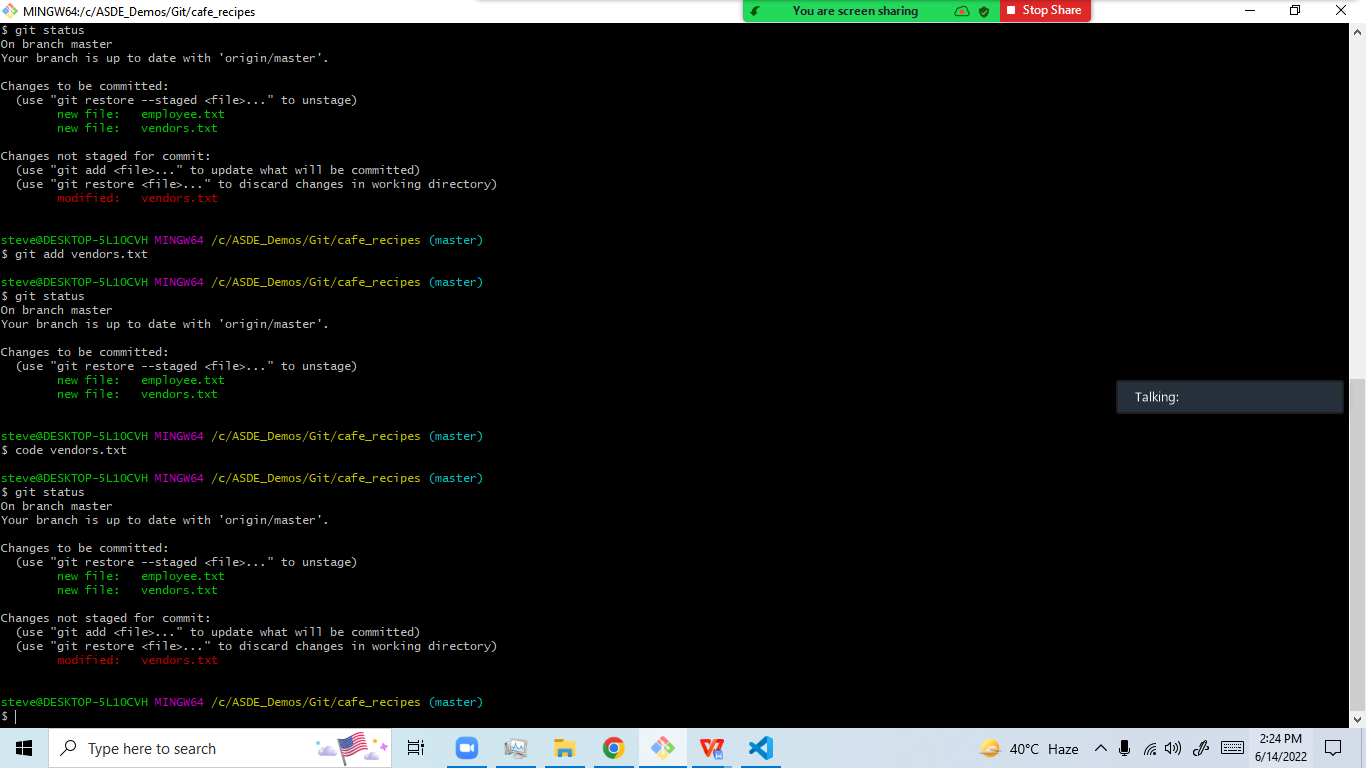 MINGW64:/c/ASDE_Demos/Git/cafe_recipes
You are screen sharing
Stop Share
$ git status
On branch master
Your branch is up to date with 'origin/master'.
Changes to be committed:
(use "git restore --staged <file>..." to unstage)
new file: employee.txt
new file: vendors.txt
Changes not staged for commit:
(use "git add <file>..." to update what will be committed)
(use "git restore <file>..." to discard changes in working directory)
modified: vendors.txt
steve@DESKTOP-5L1OCVH MINGW64 /c/ASDE_Demos/Git/cafe_recipes (master)
$ git add vendors.txt
steve@DESKTOP-5L1OCVH MINGW64 /c/ASDE_Demos/Git/cafe_recipes (master)
$ git status
On branch master
Your branch is up to date with 'origin/master'.
Changes to be committed:
(use "git restore --staged <file>..." to unstage)
new file: employee.txt
new file: vendors.txt
Talking:
steve@DESKTOP-5L1OCVH MINGW64 /c/ASDE_Demos/Git/cafe_recipes (master)
$ code vendors.txt
steve@DESKTOP-5L1OCVH MINGW64 /c/ASDE_Demos/Git/cafe_recipes (master)
$ git status
On branch master
Your branch is up to date with 'origin/master'.
Changes to be committed:
(use "git restore --staged <file>..." to unstage)
new file: employee.txt
new file: vendors.txt
Changes not staged for commit:
(use "git add <file>..." to update what will be committed)
(use "git restore <file>..." to discard changes in working directory)
modified: vendors.txt
steve@DESKTOP-5L1OCVH MINGW64 /c/ASDE_Demos/Git/cafe_recipes (master)
$
Type here to search
40°C Haze
2:24 PM
6/14/2022